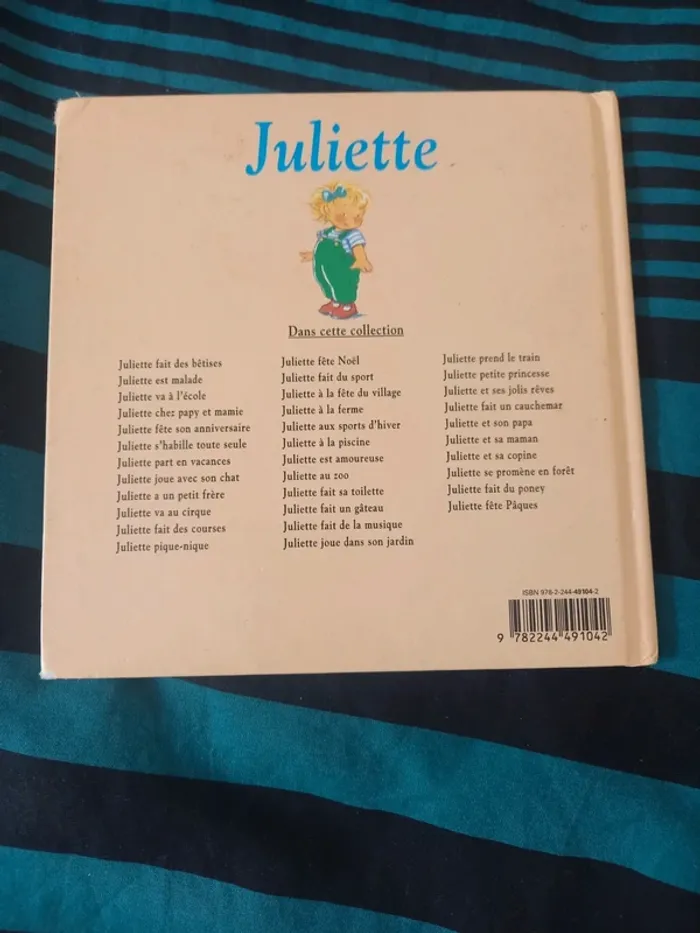 Juliette
Dans cette collection
Juliette fait des bêtises
Juliette est malade
Juliette va à l'école
Juliette chez papy et mamie
Juliette fête son anniversaire
Juliette s'habille toute seule
Juliette part en vacances
Juliette joue avec son chat
Juliette a un petit frère
Juliette va au cirque
Juliette fait des courses
Juliette pique-nique
Juliette fête Noël
Juliette fait du sport
Juliette à la fête du village
Juliette à la ferme
Juliette aux sports d'hiver
Juliette à la piscine
Juliette est amoureuse
Juliette au zoo
Juliette fait sa toilette
Juliette fait un gâteau
Juliette fait de la musique
Juliette joue dans son jardin
Juliette prend le train
Juliette petite princesse
Juliette et ses jolis rêves
Juliette fait un cauchemar
Juliette et son papa
Juliette et sa maman
Juliette et sa copine
Juliette se promène en forêt
Juliette fait du poney
Juliette fête Pâques
ISBN 978-2-244-49104-2
9 782244 491042